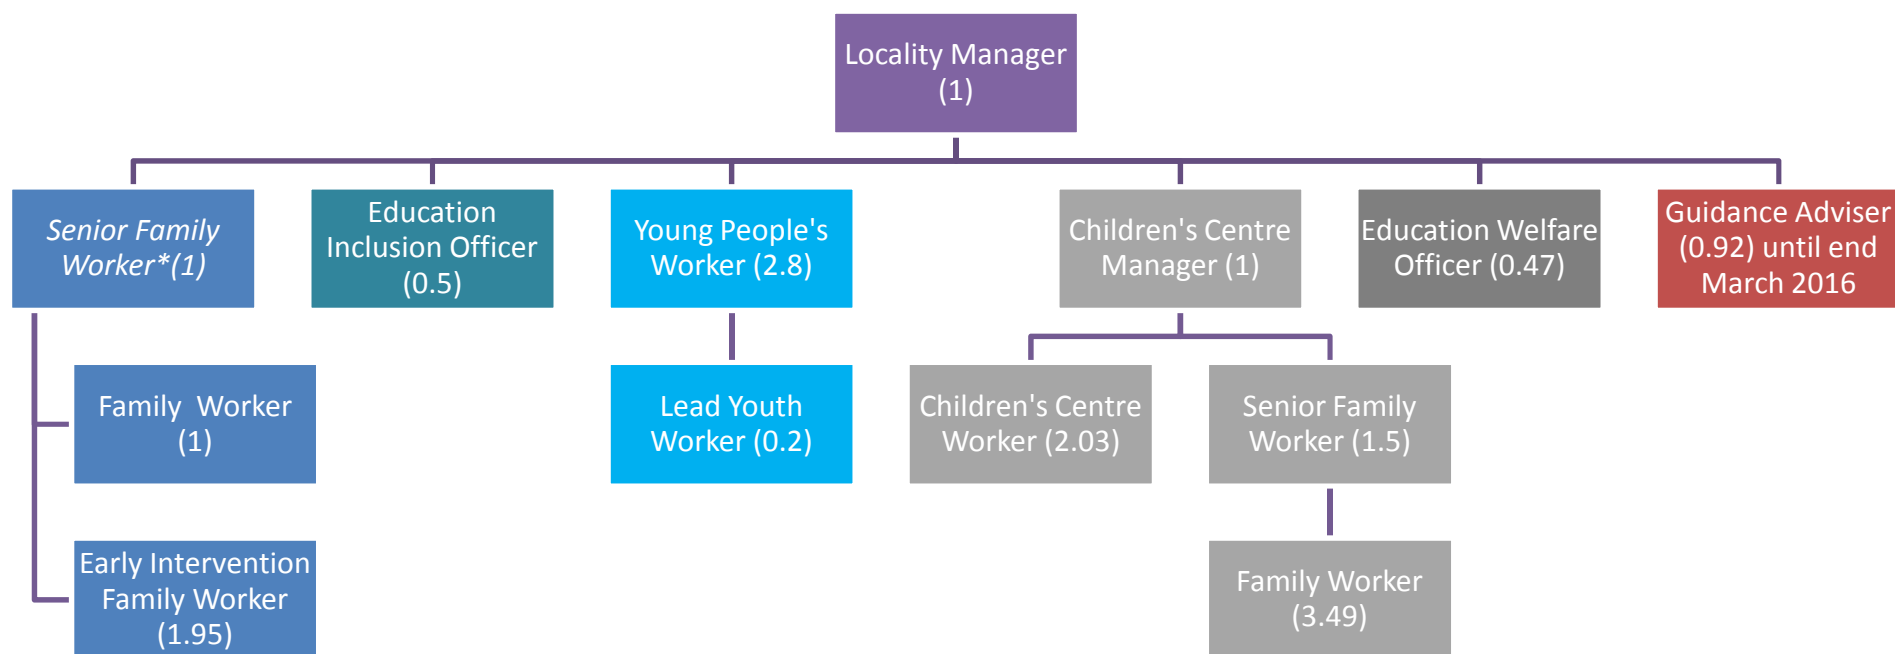 Locality Manager
(1)
Senior Family
Worker*(1)
Education
Inclusion Officer
(0.5)
Young People's
Worker (2.8)
Children's Centre
Manager (1)
Education Welfare
Officer (0.47)
Guidance Adviser
(0.92) until end
March 2016
Family  Worker
(1)
Lead Youth
Worker (0.2)
Children's Centre
Worker (2.03)
Senior Family
Worker (1.5)
Early Intervention
Family Worker
(1.95)
Family Worker
(3.49)